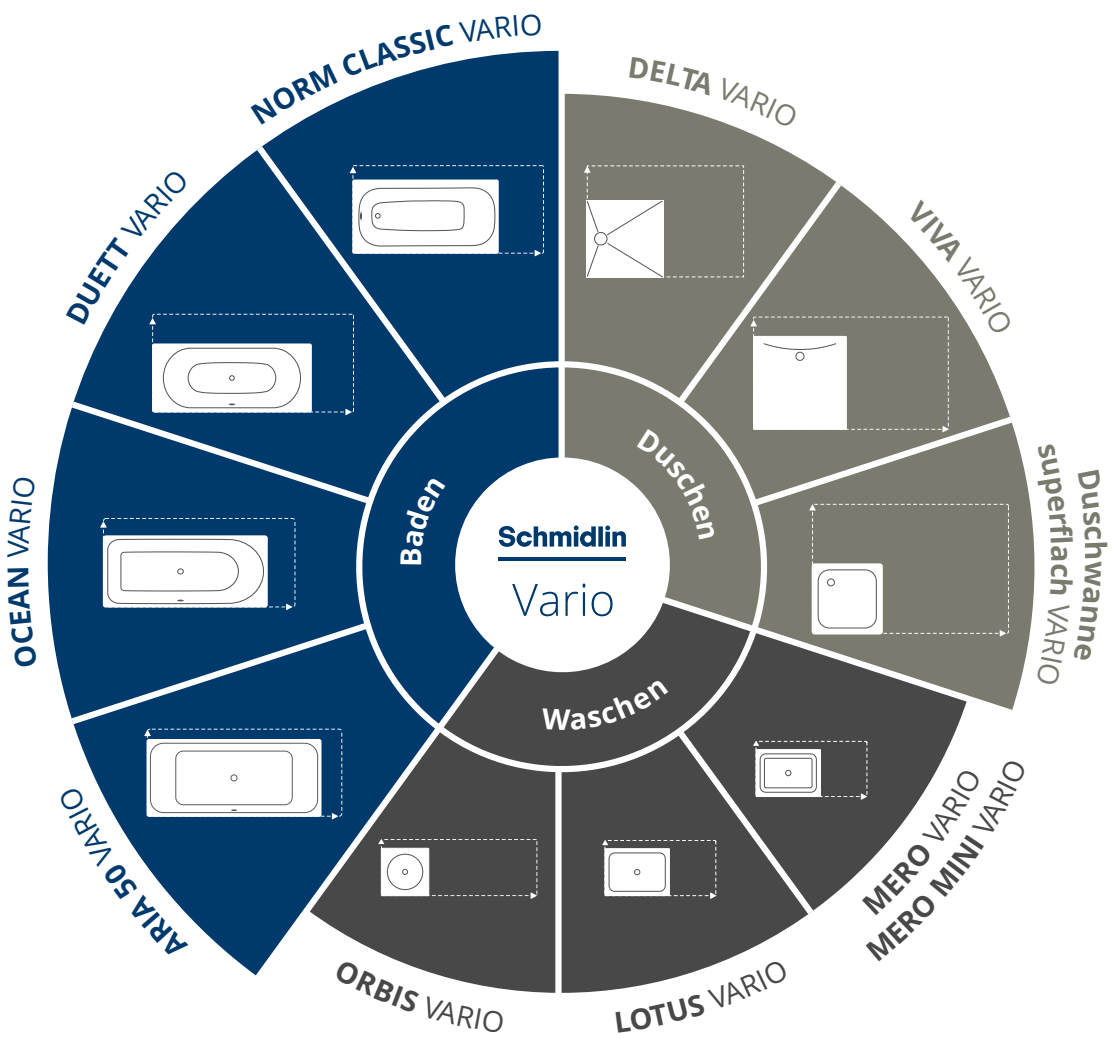 NORM CLASSIC VARIO
DELTA VARIO
DUETT VARIO
VIVA VARIO
OCEAN VARIO
Duschwanne
superflach VARIO
ARIA 50 VARIO
MERO VARIO
MERO MINI VARIO
ORBIS VARIO
LOTUS VARIO
Baden
Duschen
Waschen
Schmidlin
Vario